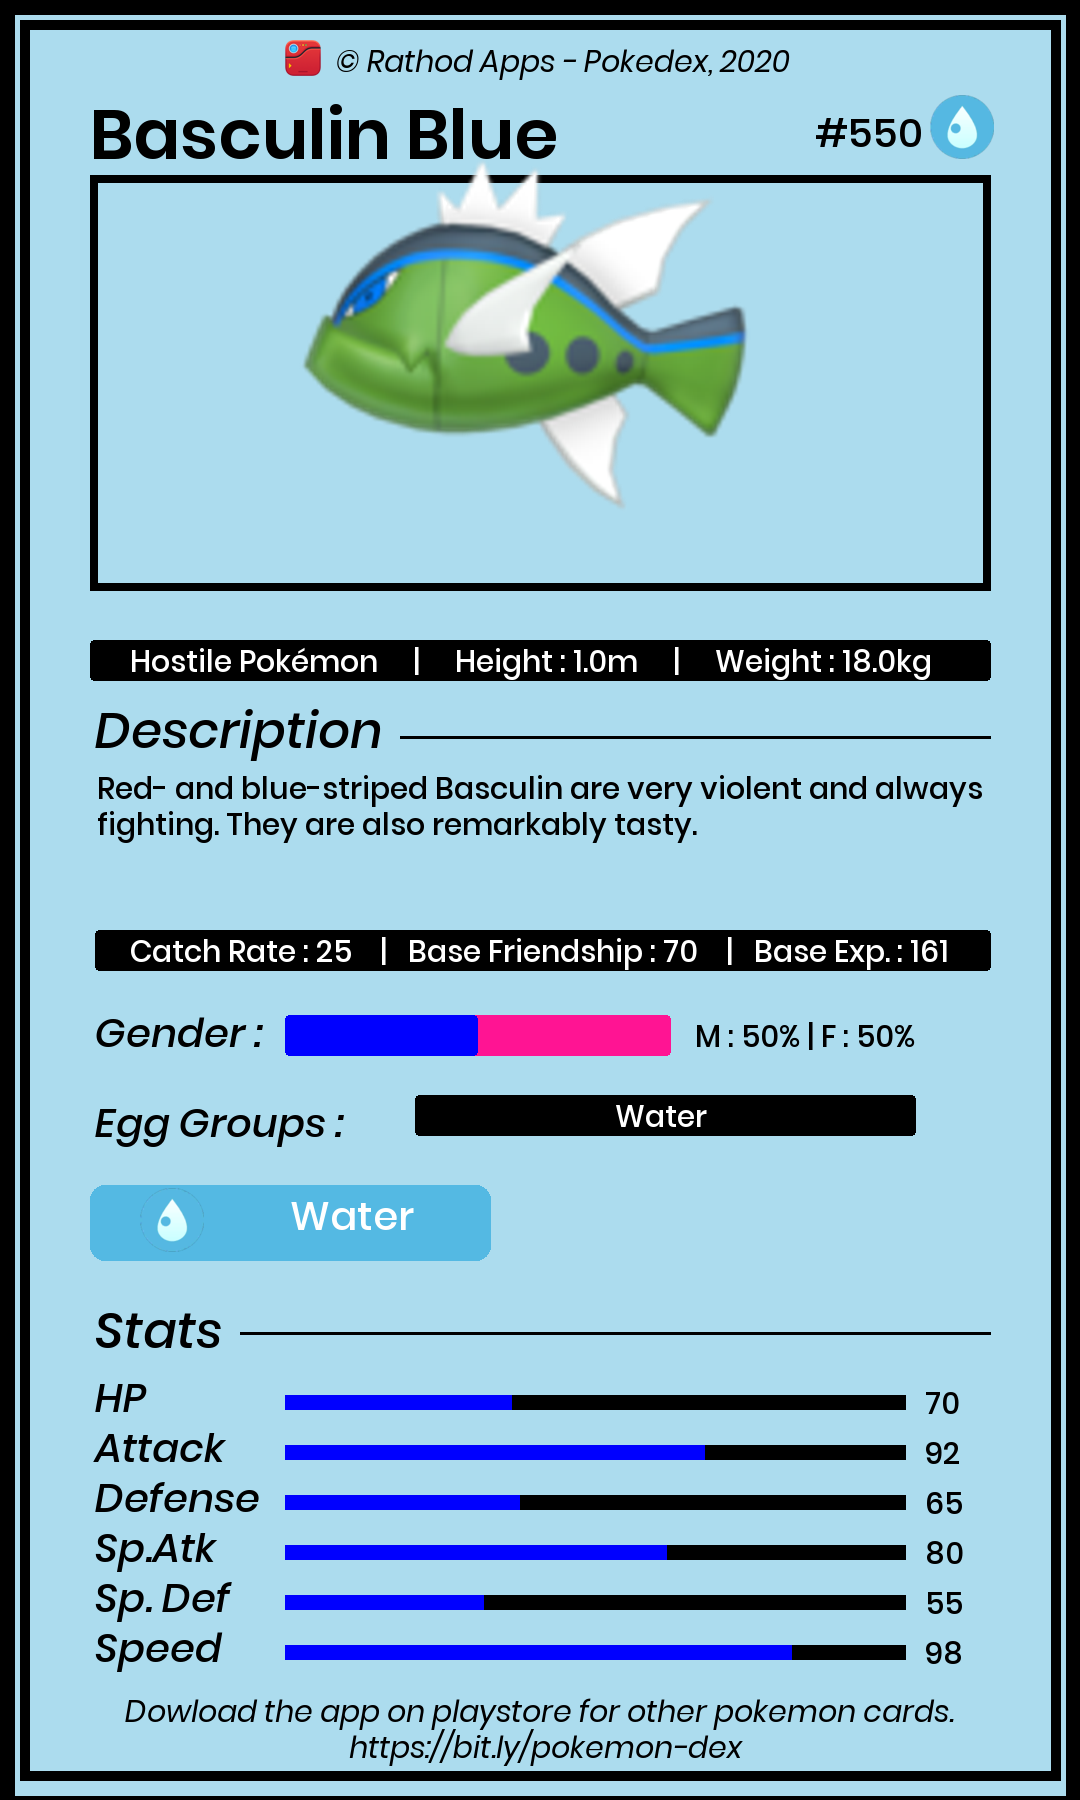 © Rathod Apps - Pokedex, 2020
Basculin Blue #550
Hostile Pokémon | Height : 1.0m | Weight : 18.0kg
Description
Red- and blue-striped Basculin are very violent and always
fighting. They are also remarkably tasty.
Catch Rate : 25 | Base Friendship : 70 | Base Exp. : 161
Gender : M : 50% | F : 50%
Egg Groups : Water
Water
Stats
HP 70
Attack 92
Defense 65
Sp.Atk 80
Sp. Def 55
Speed 98
Dowload the app on playstore for other pokemon cards.
https://bit.ly/pokemon-dex